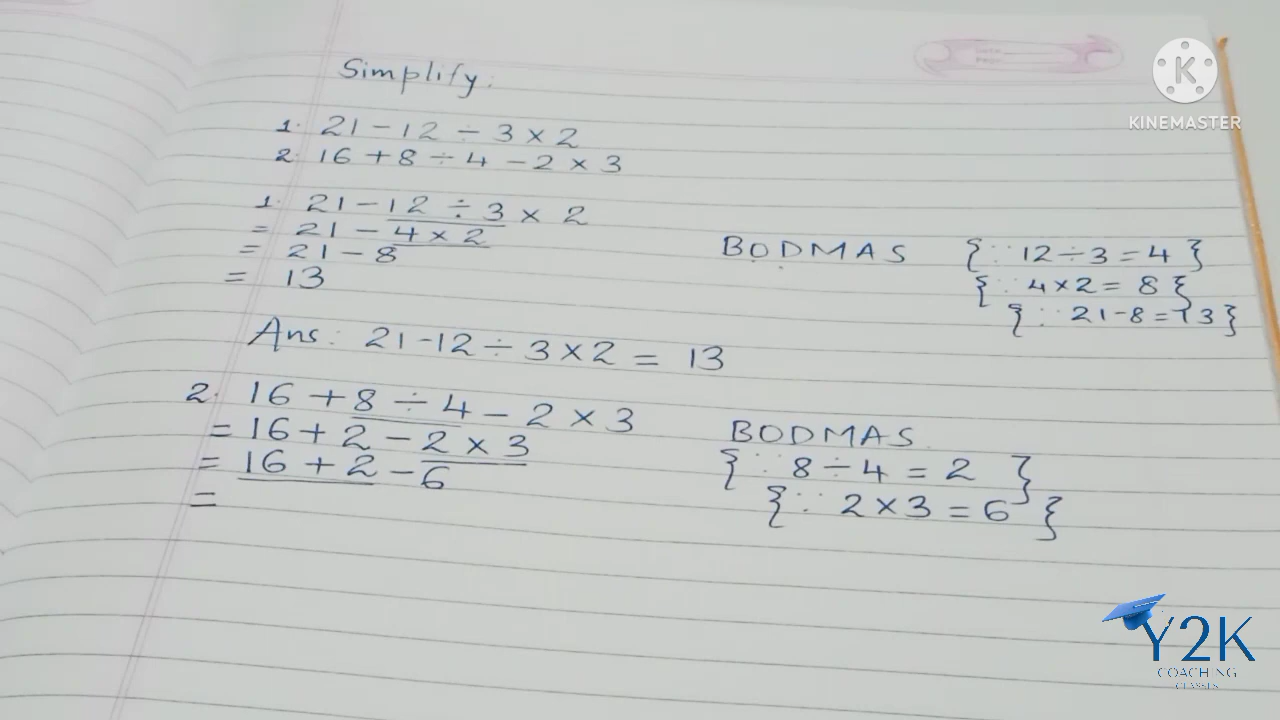 Simplify:
1. 21 - 12 ÷ 3 × 2
2. 16 + 8 ÷ 4 - 2 × 3
1. 21 - 12 ÷ 3 × 2
= 21 - 4 × 2
= 21 - 8
= 13
BODMAS {∵ 12 ÷ 3 = 4}
{∵ 4 × 2 = 8}
{∵ 21 - 8 = 13}
Ans: 21 - 12 ÷ 3 × 2 = 13
2. 16 + 8 ÷ 4 - 2 × 3
= 16 + 2 - 2 × 3
= 16 + 2 - 6
=
BODMAS
{∵ 8 ÷ 4 = 2}
{∵ 2 × 3 = 6}
K
KINEMASTER
Y2K
COACHING
CLASSES